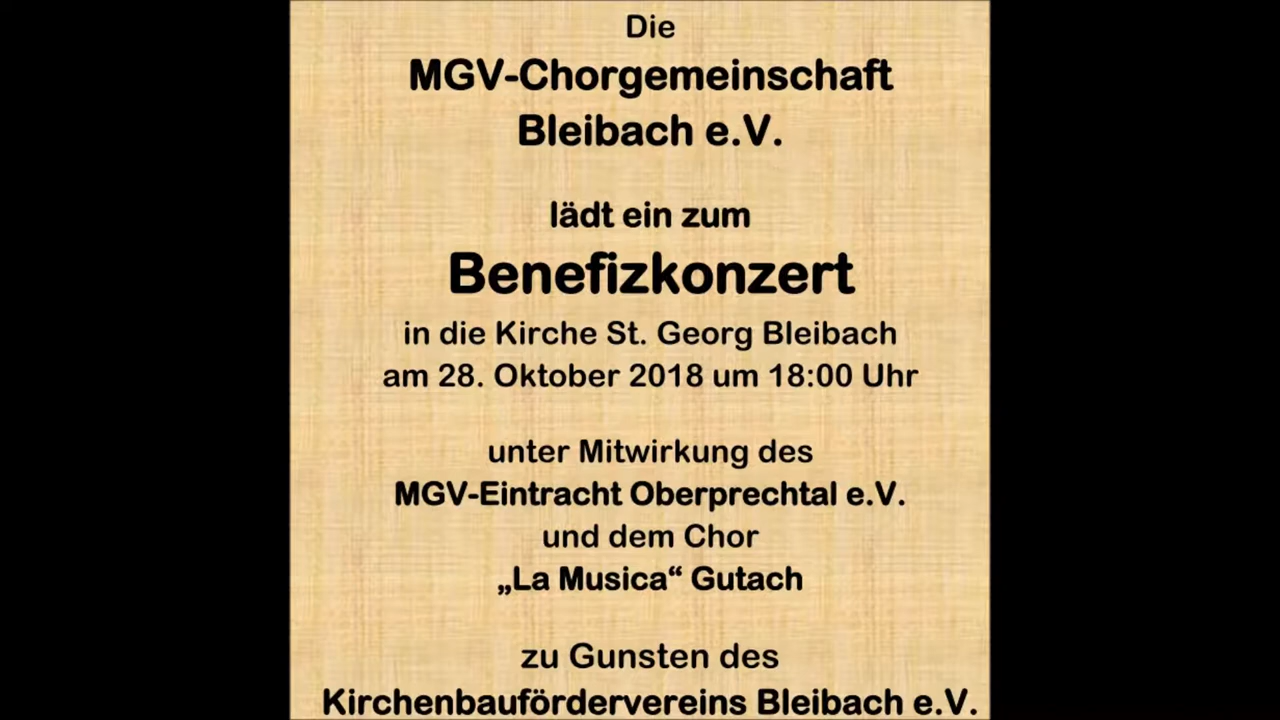 Die
MGV-Chorgemeinschaft
Bleibach e.V.
lädt ein zum
Benefizkonzert
in die Kirche St. Georg Bleibach
am 28. Oktober 2018 um 18:00 Uhr
unter Mitwirkung des
MGV-Eintracht Oberprechtal e.V.
und dem Chor
„La Musica“ Gutach
zu Gunsten des
Kirchenbaufördervereins Bleibach e.V.